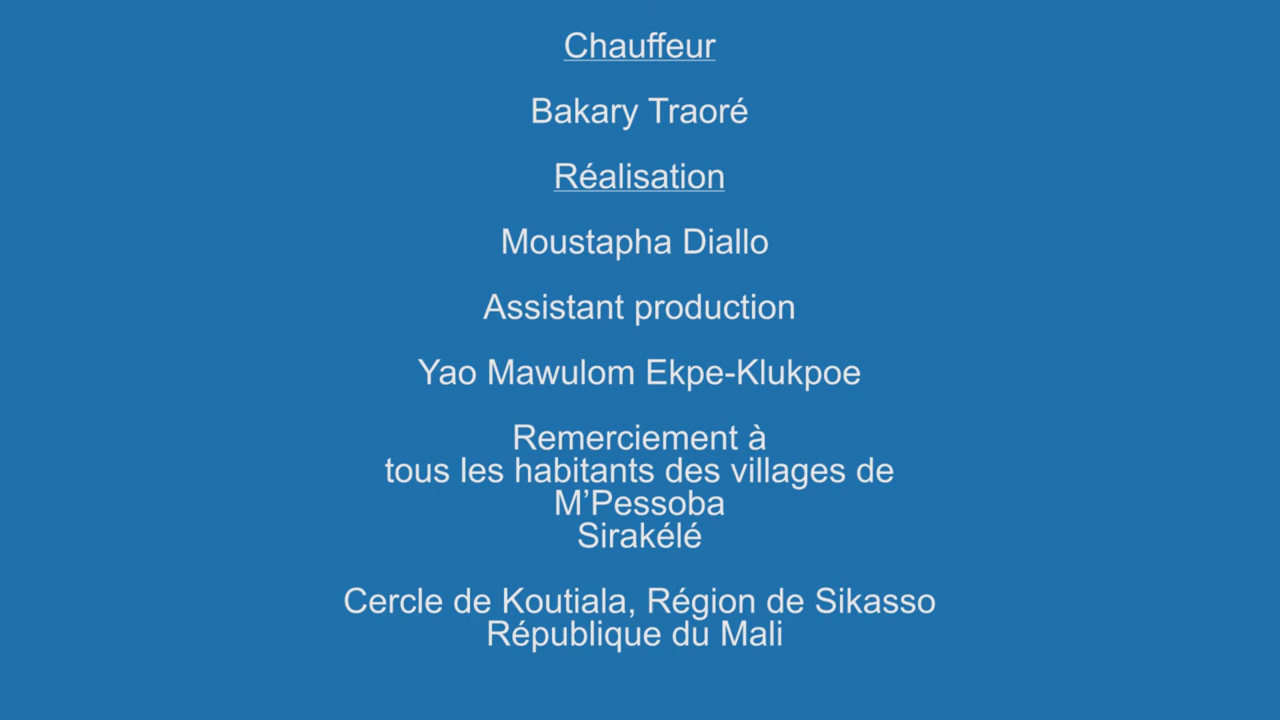 Chauffeur
Bakary Traoré
Réalisation
Moustapha Diallo
Assistant production
Yao Mawulom Ekpe-Klukpoe
Remerciement à
tous les habitants des villages de
M’Pessoba
Sirakélé
Cercle de Koutiala, Région de Sikasso
République du Mali